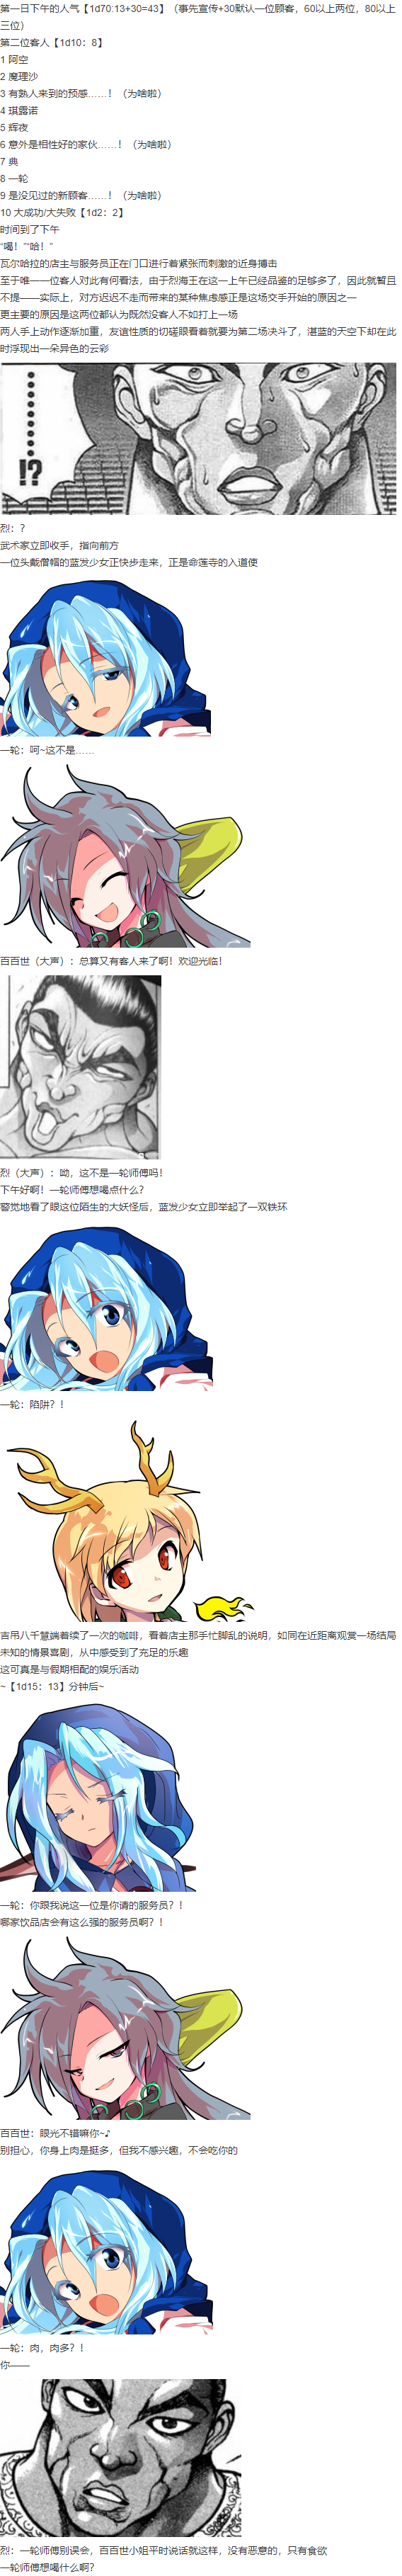 第一日下午的人气【1d70:13+30=43】（事先宣传+30默认一位顾客，60以上两位，80以上
三位）
第二位客人【1d10：8】
1 阿空
2 魔理沙
3 有熟人来到的预感……！（为啥啦）
4 琪露诺
5 辉夜
6 意外是相性好的家伙……！（为啥啦）
7 典
8 一轮
9 是没见过的新顾客……！（为啥啦）
10 大成功/大失败【1d2：2】
时间到了下午
“喝！”“哈！”
瓦尔哈拉的店主与服务员正在门口进行着紧张而刺激的近身搏击
至于唯一一位客人对此有何看法，由于烈海王在这一上午已经品鉴的足够多了，因此就暂且
不提——实际上，对方迟迟不走而带来的某种焦虑感正是这场交手开始的原因之一
更主要的原因是这两位都认为既然没客人不如打上一场
两人手上动作逐渐加重，友谊性质的切磋眼看着就要为第二场决斗了，湛蓝的天空下却在此
时浮现出一朵异色的云彩
………!?
烈：？
武术家立即收手，指向前方
一位头戴僧帽的蓝发少女正快步走来，正是命莲寺的入道使
一轮：呵~这不是……
百百世（大声）：总算又有客人来了啊！欢迎光临！
烈（大声）：呦，这不是一轮师傅吗！
下午好啊！一轮师傅想喝点什么？
警觉地看了眼这位陌生的大妖怪后，蓝发少女立即举起了一双铁环
一轮：陷阱？！
吉吊八千慧端着续了一次的咖啡，看着店主那手忙脚乱的说明，如同在近距离观赏一场结局
未知的情景喜剧，从中感受到了充足的乐趣
这可真是与假期相配的娱乐活动
~【1d15：13】分钟后~
一轮：你跟我说这一位是你请的服务员？！
哪家饮品店会有这么强的服务员啊？！
百百世：眼光不错嘛你~♪
别担心，你身上肉是挺多，但我不感兴趣，不会吃你的
一轮：肉，肉多？！
你——
烈：一轮师傅别误会，百百世小姐平时说话就这样，没有恶意的，只有食欲
一轮师傅想喝什么啊？